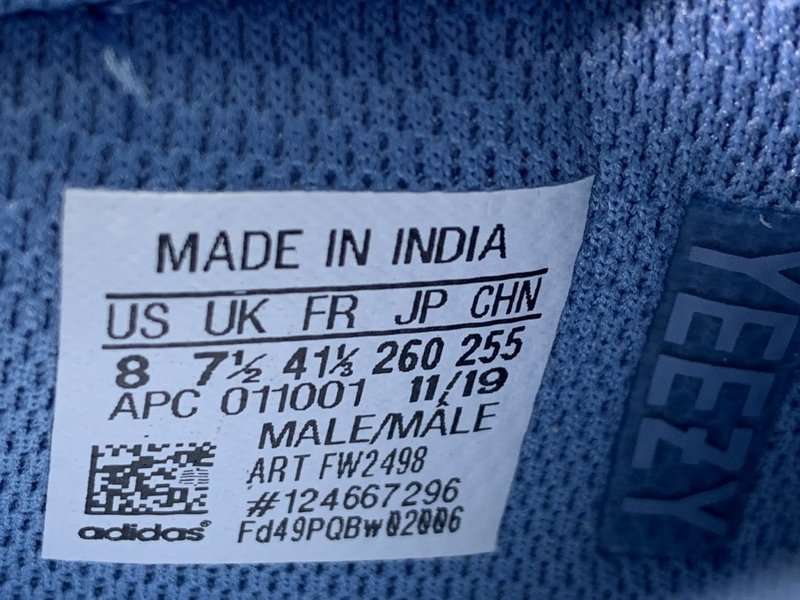 MADE IN INDIA
US UK FR JP CHN
8 7½ 41⅓ 260 255
APC 011001 11/19
MALE/MÂLE
ART FW2498
#124667296
adidas® Fd49PQBw02006
YEEZY